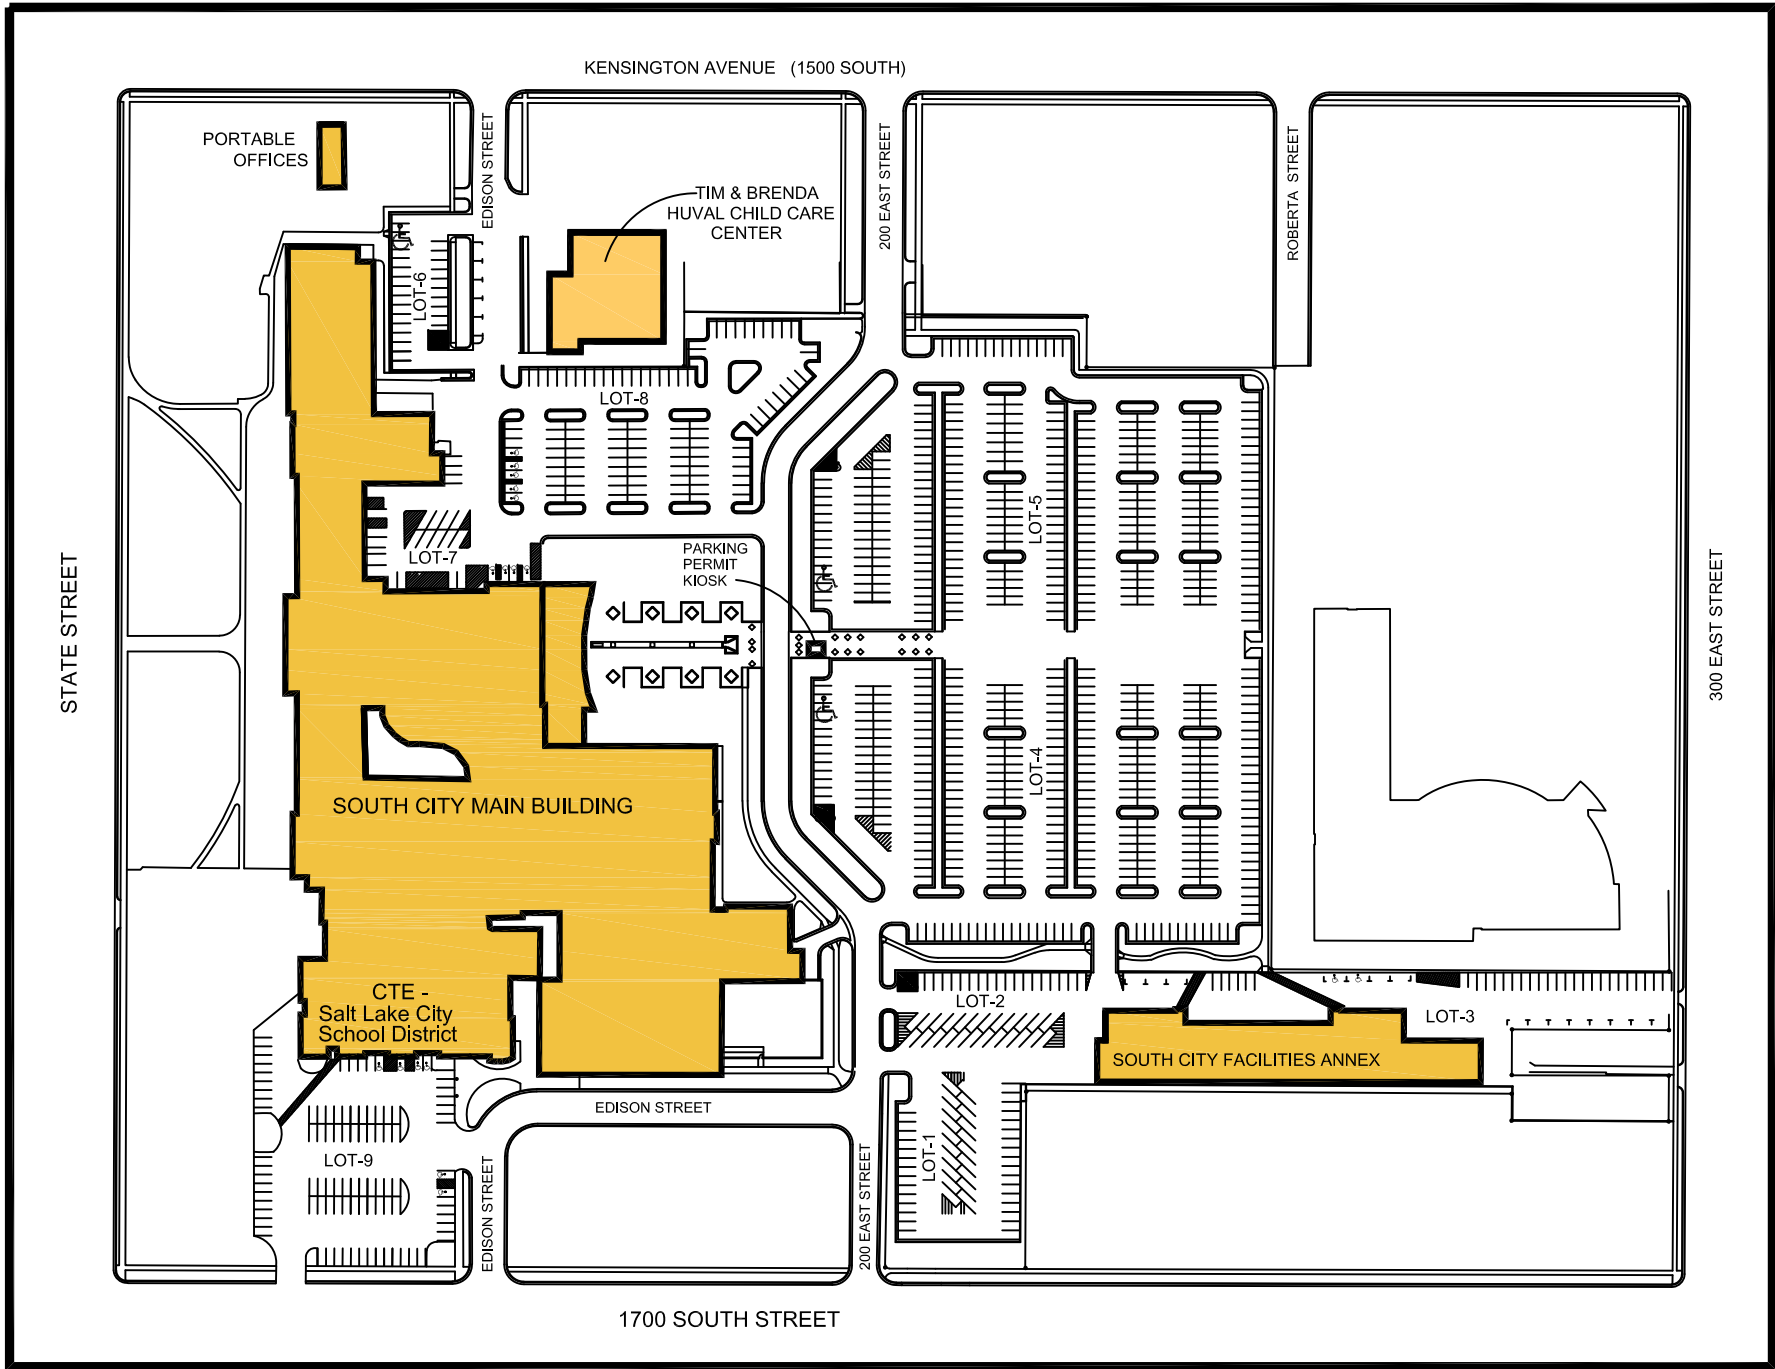 KENSINGTON AVENUE (1500 SOUTH)
PORTABLE
OFFICES
EDISON STREET
TIM & BRENDA
HUVAL CHILD CARE
CENTER
200 EAST STREET
ROBERTA STREET
LOT-6
LOT-8
LOT-5
LOT-7
PARKING
PERMIT
KIOSK
STATE STREET
300 EAST STREET
LOT-4
SOUTH CITY MAIN BUILDING
CTE -
Salt Lake City
School District
LOT-2
LOT-3
SOUTH CITY FACILITIES ANNEX
EDISON STREET
LOT-1
LOT-9
EDISON STREET
200 EAST STREET
1700 SOUTH STREET